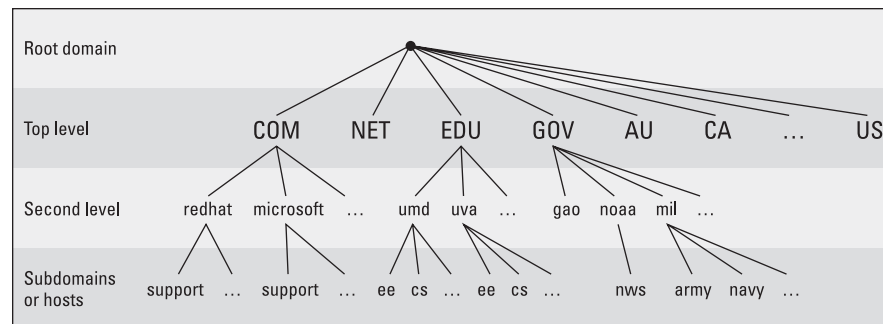 Root domain
Top level COM NET EDU GOV AU CA ... US
Second level redhat microsoft ... umd uva ... gao noaa mil ...
Subdomains
or hosts support ... support ... ee cs ... ee cs ... nws army navy ...